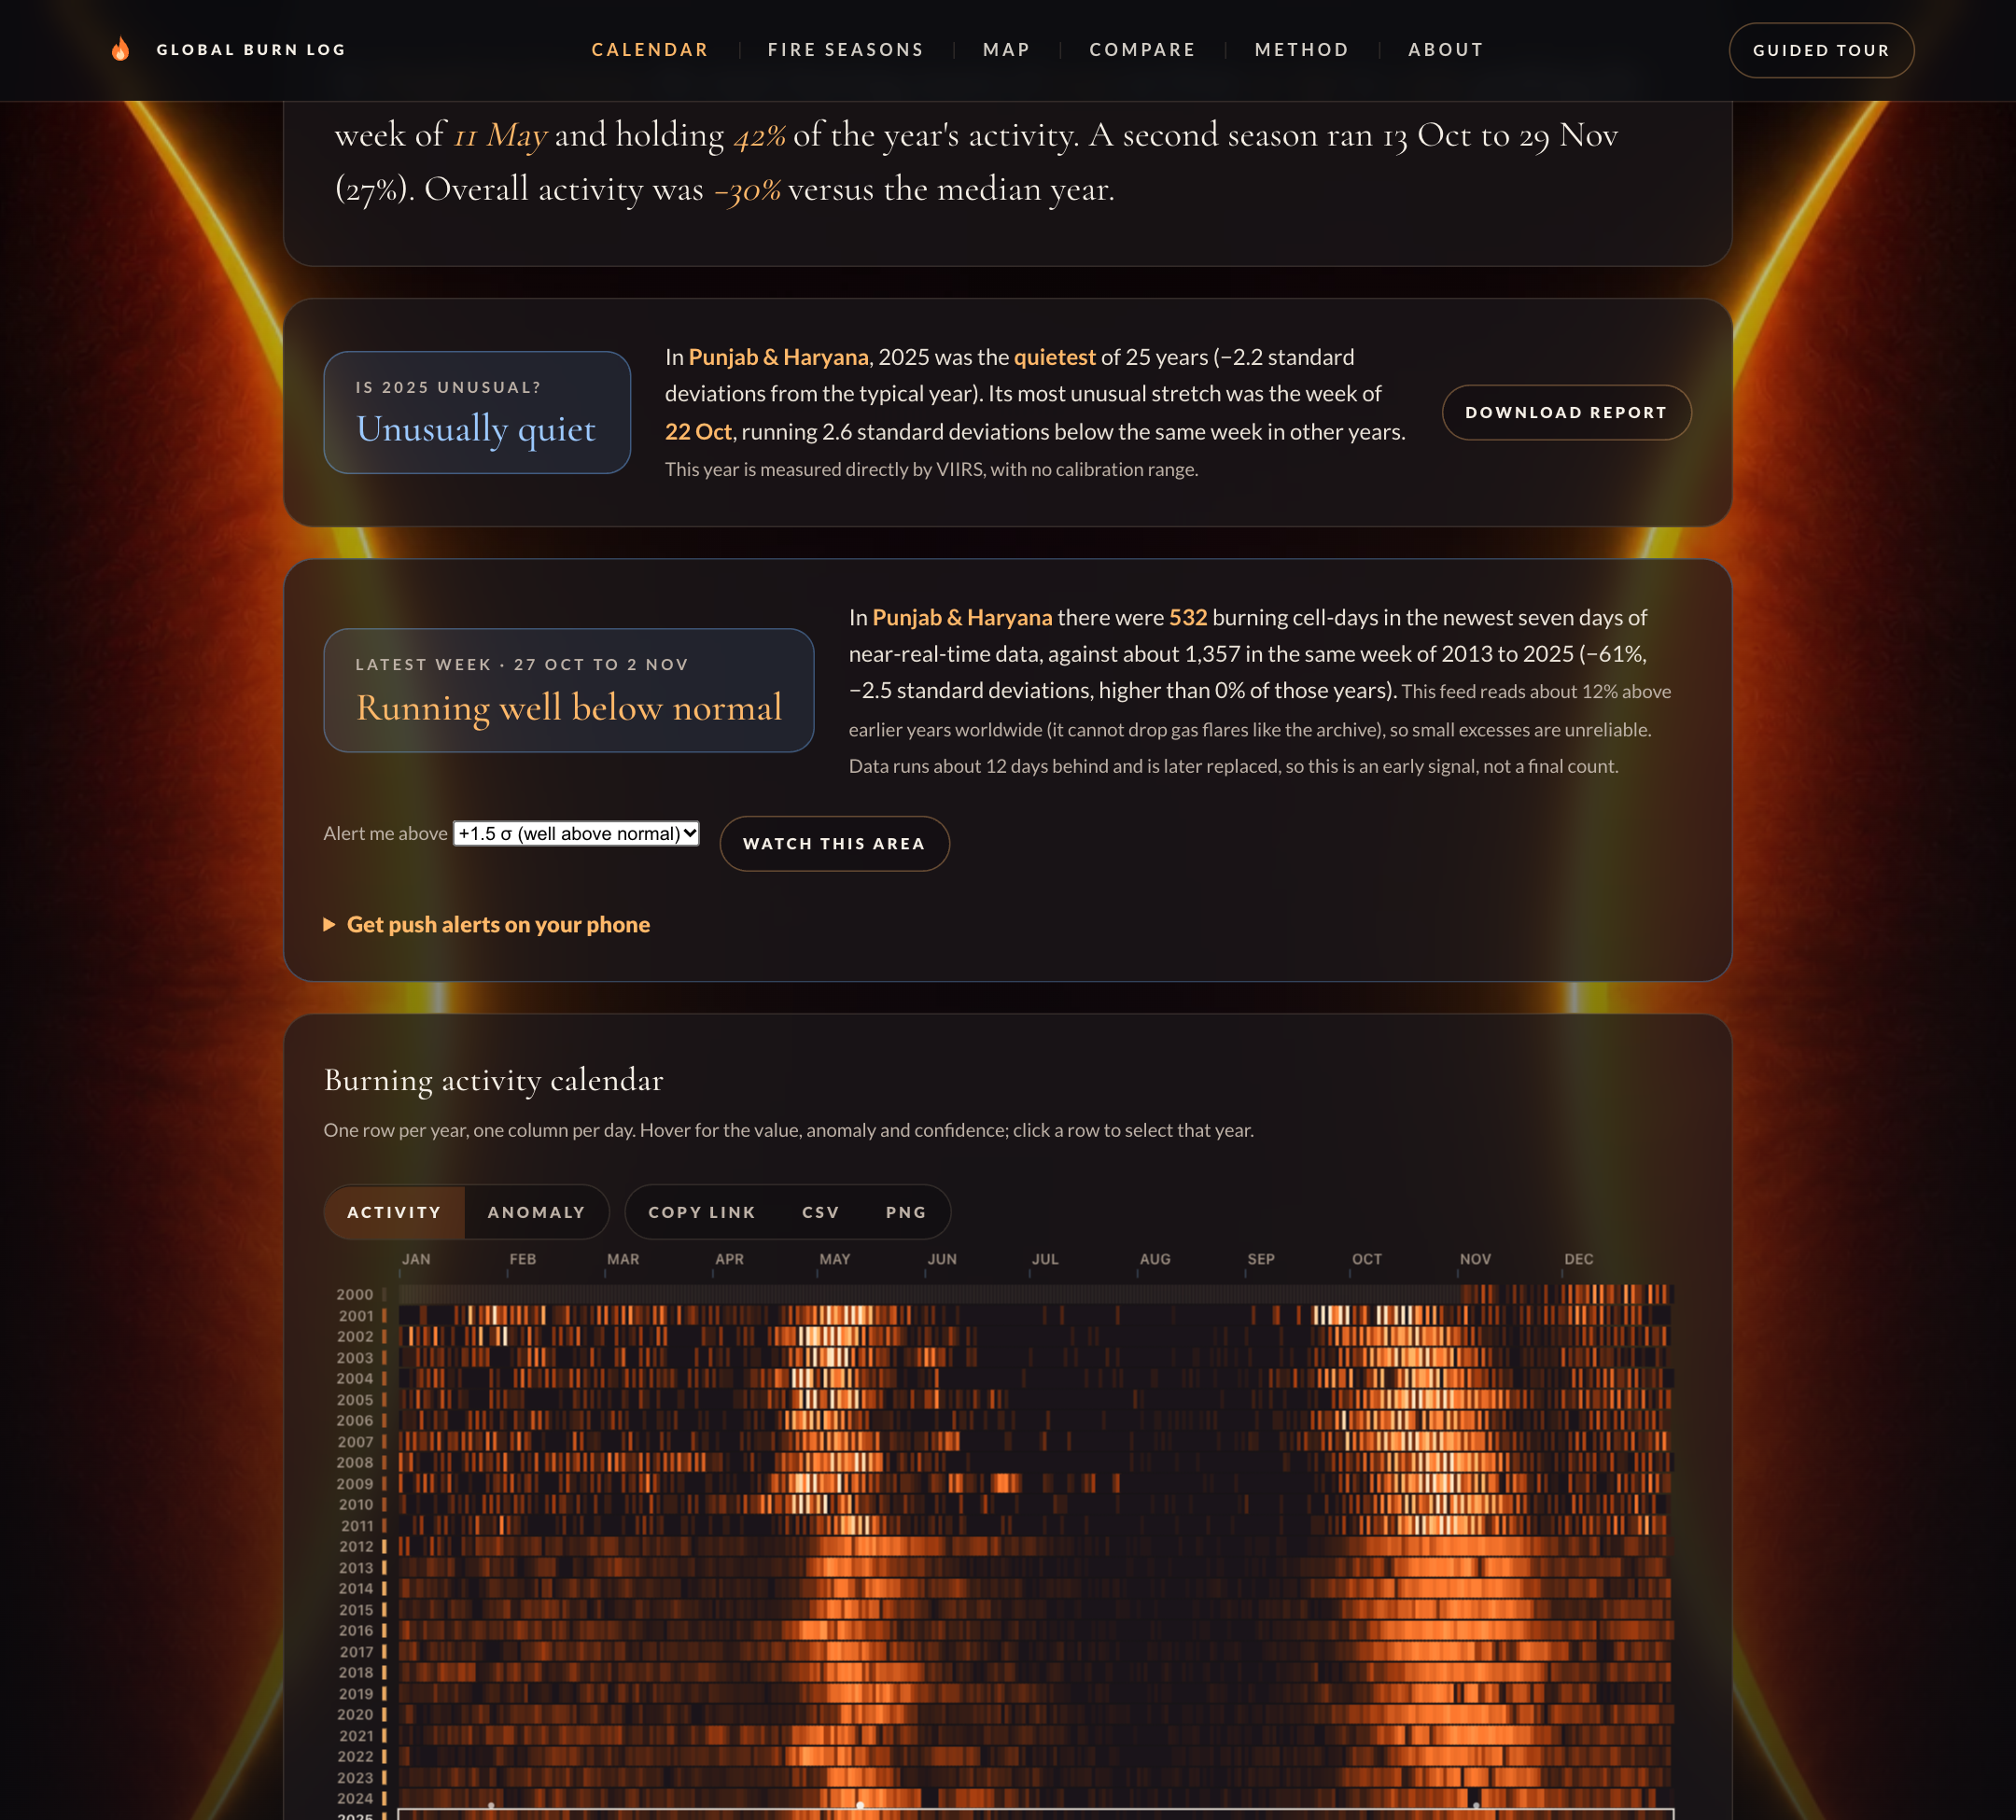 GLOBAL BURN LOG
CALENDAR
FIRE SEASONS
MAP
COMPARE
METHOD
ABOUT
GUIDED TOUR
week of 11 May and holding 42% of the year's activity. A second season ran 13 Oct to 29 Nov
(27%). Overall activity was −30% versus the median year.
IS 2025 UNUSUAL?
Unusually quiet
In Punjab & Haryana, 2025 was the quietest of 25 years (−2.2 standard
deviations from the typical year). Its most unusual stretch was the week of
22 Oct, running 2.6 standard deviations below the same week in other years.
This year is measured directly by VIIRS, with no calibration range.
DOWNLOAD REPORT
LATEST WEEK · 27 OCT TO 2 NOV
Running well below normal
In Punjab & Haryana there were 532 burning cell-days in the newest seven days of
near-real-time data, against about 1,357 in the same week of 2013 to 2025 (−61%,
−2.5 standard deviations, higher than 0% of those years). This feed reads about 12% above
earlier years worldwide (it cannot drop gas flares like the archive), so small excesses are unreliable.
Data runs about 12 days behind and is later replaced, so this is an early signal, not a final count.
Alert me above +1.5 σ (well above normal)
WATCH THIS AREA
Get push alerts on your phone
Burning activity calendar
One row per year, one column per day. Hover for the value, anomaly and confidence; click a row to select that year.
ACTIVITY
ANOMALY
COPY LINK
CSV
PNG
JAN FEB MAR APR MAY JUN JUL AUG SEP OCT NOV DEC
2000
2001
2002
2003
2004
2005
2006
2007
2008
2009
2010
2011
2012
2013
2014
2015
2016
2017
2018
2019
2020
2021
2022
2023
2024
2025